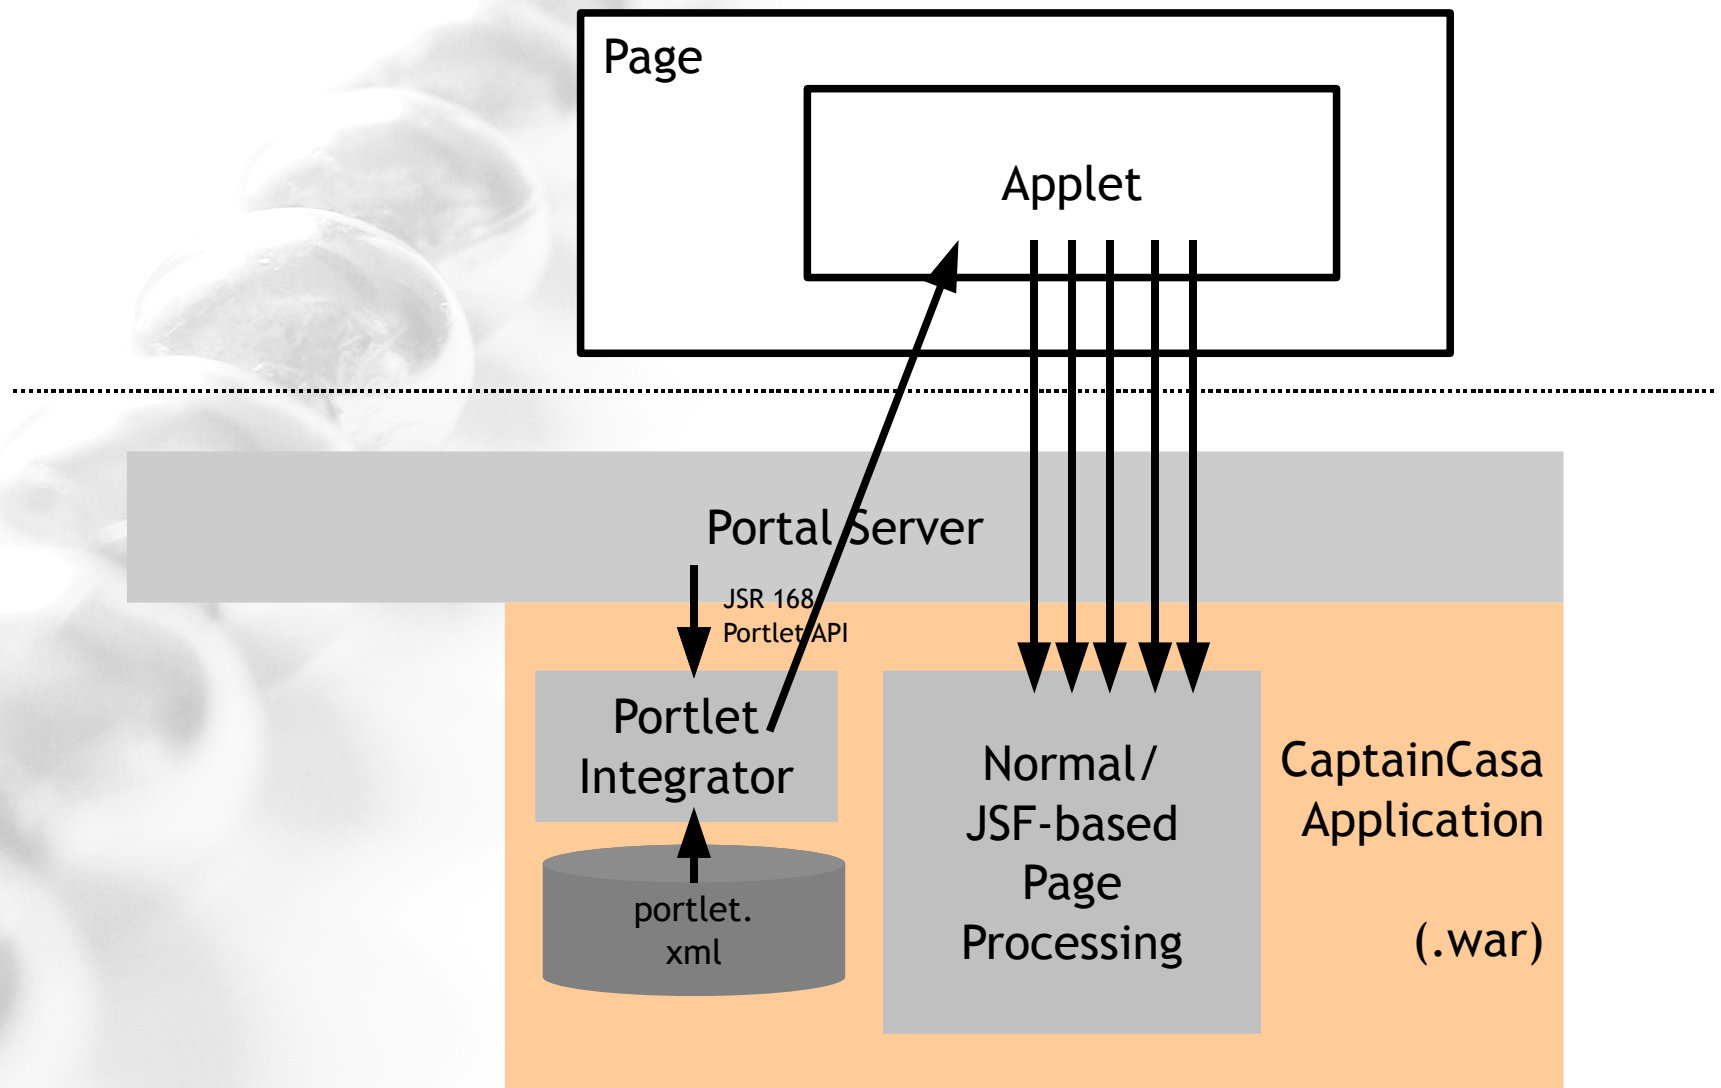 Page
Applet
Portal Server
JSR 168
Portlet API
Portlet
Integrator
portlet.
xml
Normal/
JSF-based
Page
Processing
CaptainCasa
Application
(.war)